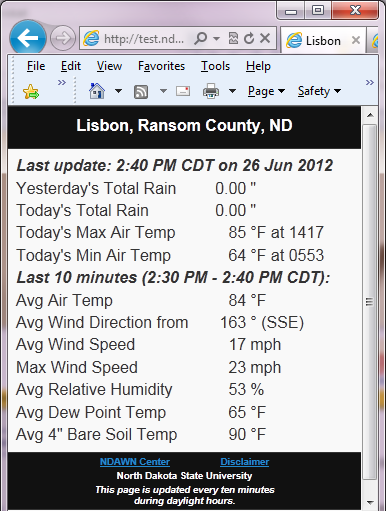 http://test.nd...
Lisbon
File Edit View Favorites Tools Help
Page Safety
Lisbon, Ransom County, ND
Last update: 2:40 PM CDT on 26 Jun 2012
Yesterday's Total Rain 0.00 "
Today's Total Rain 0.00 "
Today's Max Air Temp 85 °F at 1417
Today's Min Air Temp 64 °F at 0553
Last 10 minutes (2:30 PM - 2:40 PM CDT):
Avg Air Temp 84 °F
Avg Wind Direction from 163 ° (SSE)
Avg Wind Speed 17 mph
Max Wind Speed 23 mph
Avg Relative Humidity 53 %
Avg Dew Point Temp 65 °F
Avg 4" Bare Soil Temp 90 °F
NDAWN Center Disclaimer
North Dakota State University
This page is updated every ten minutes
during daylight hours.